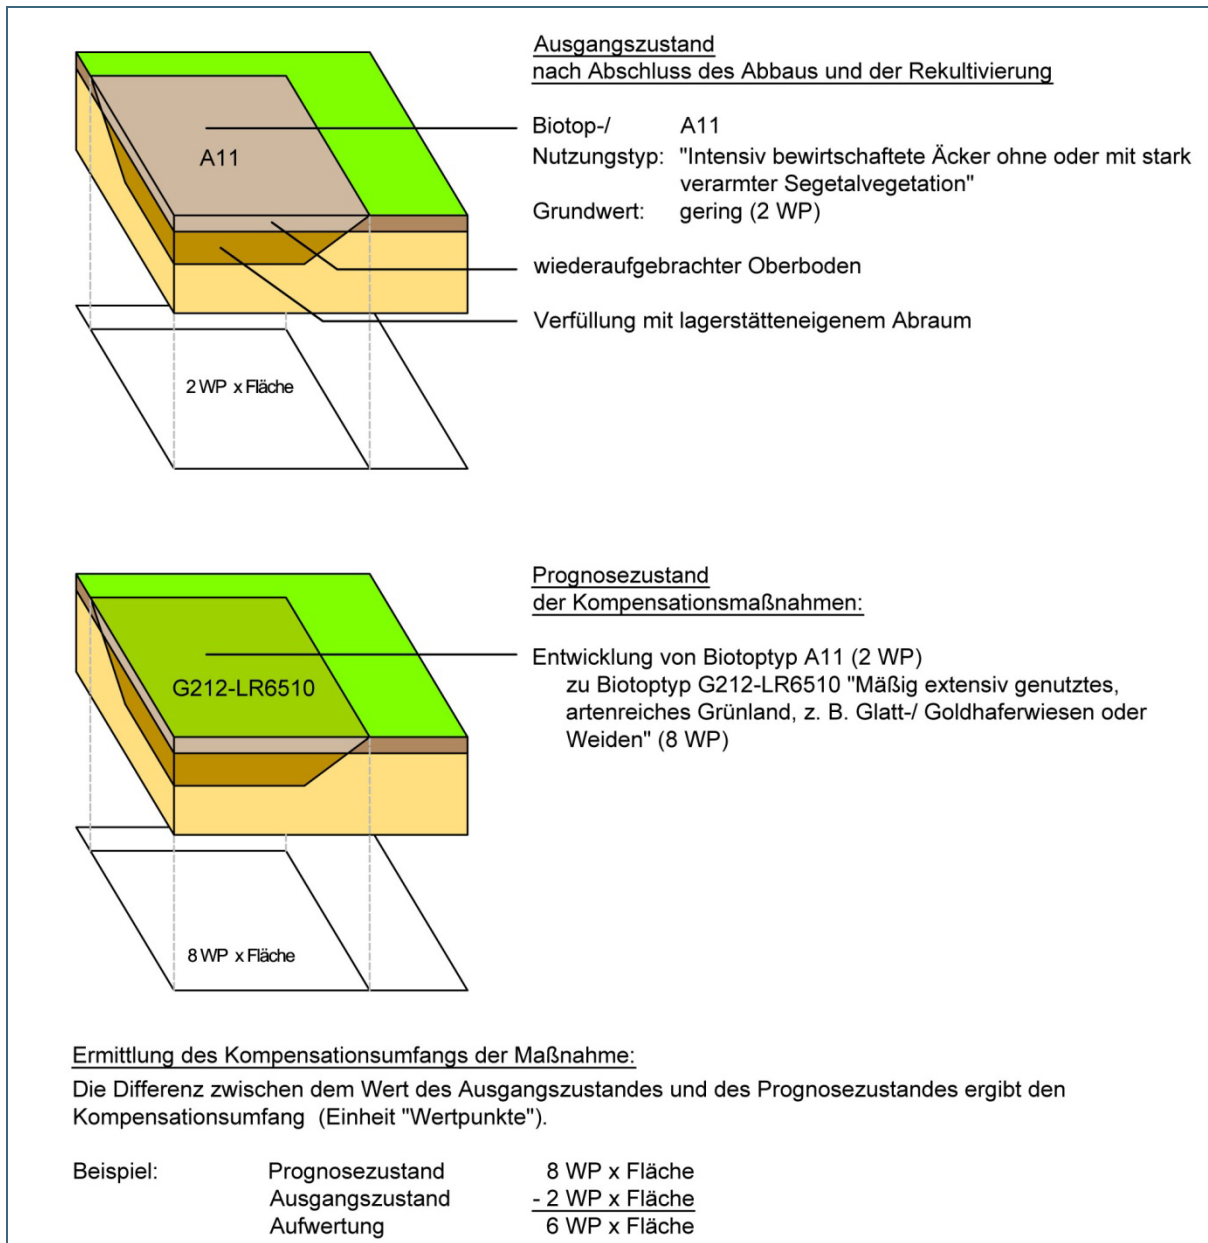 Ausgangszustand
nach Abschluss des Abbaus und der Rekultivierung
Biotop-/ A11
Nutzungstyp: "Intensiv bewirtschaftete Äcker ohne oder mit stark
verarmter Segetalvegetation"
Grundwert: gering (2 WP)
wiederaufgebrachter Oberboden
Verfüllung mit lagerstätteneigenem Abraum
A11
2 WP x Fläche
Prognosezustand
der Kompensationsmaßnahmen:
Entwicklung von Biotoptyp A11 (2 WP)
zu Biotoptyp G212-LR6510 "Mäßig extensiv genutztes,
artenreiches Grünland, z. B. Glatt-/ Goldhaferwiesen oder
Weiden" (8 WP)
G212-LR6510
8 WP x Fläche
Ermittlung des Kompensationsumfangs der Maßnahme:
Die Differenz zwischen dem Wert des Ausgangszustandes und des Prognosezustandes ergibt den
Kompensationsumfang (Einheit "Wertpunkte").
Beispiel: Prognosezustand 8 WP x Fläche
Ausgangszustand - 2 WP x Fläche
Aufwertung 6 WP x Fläche